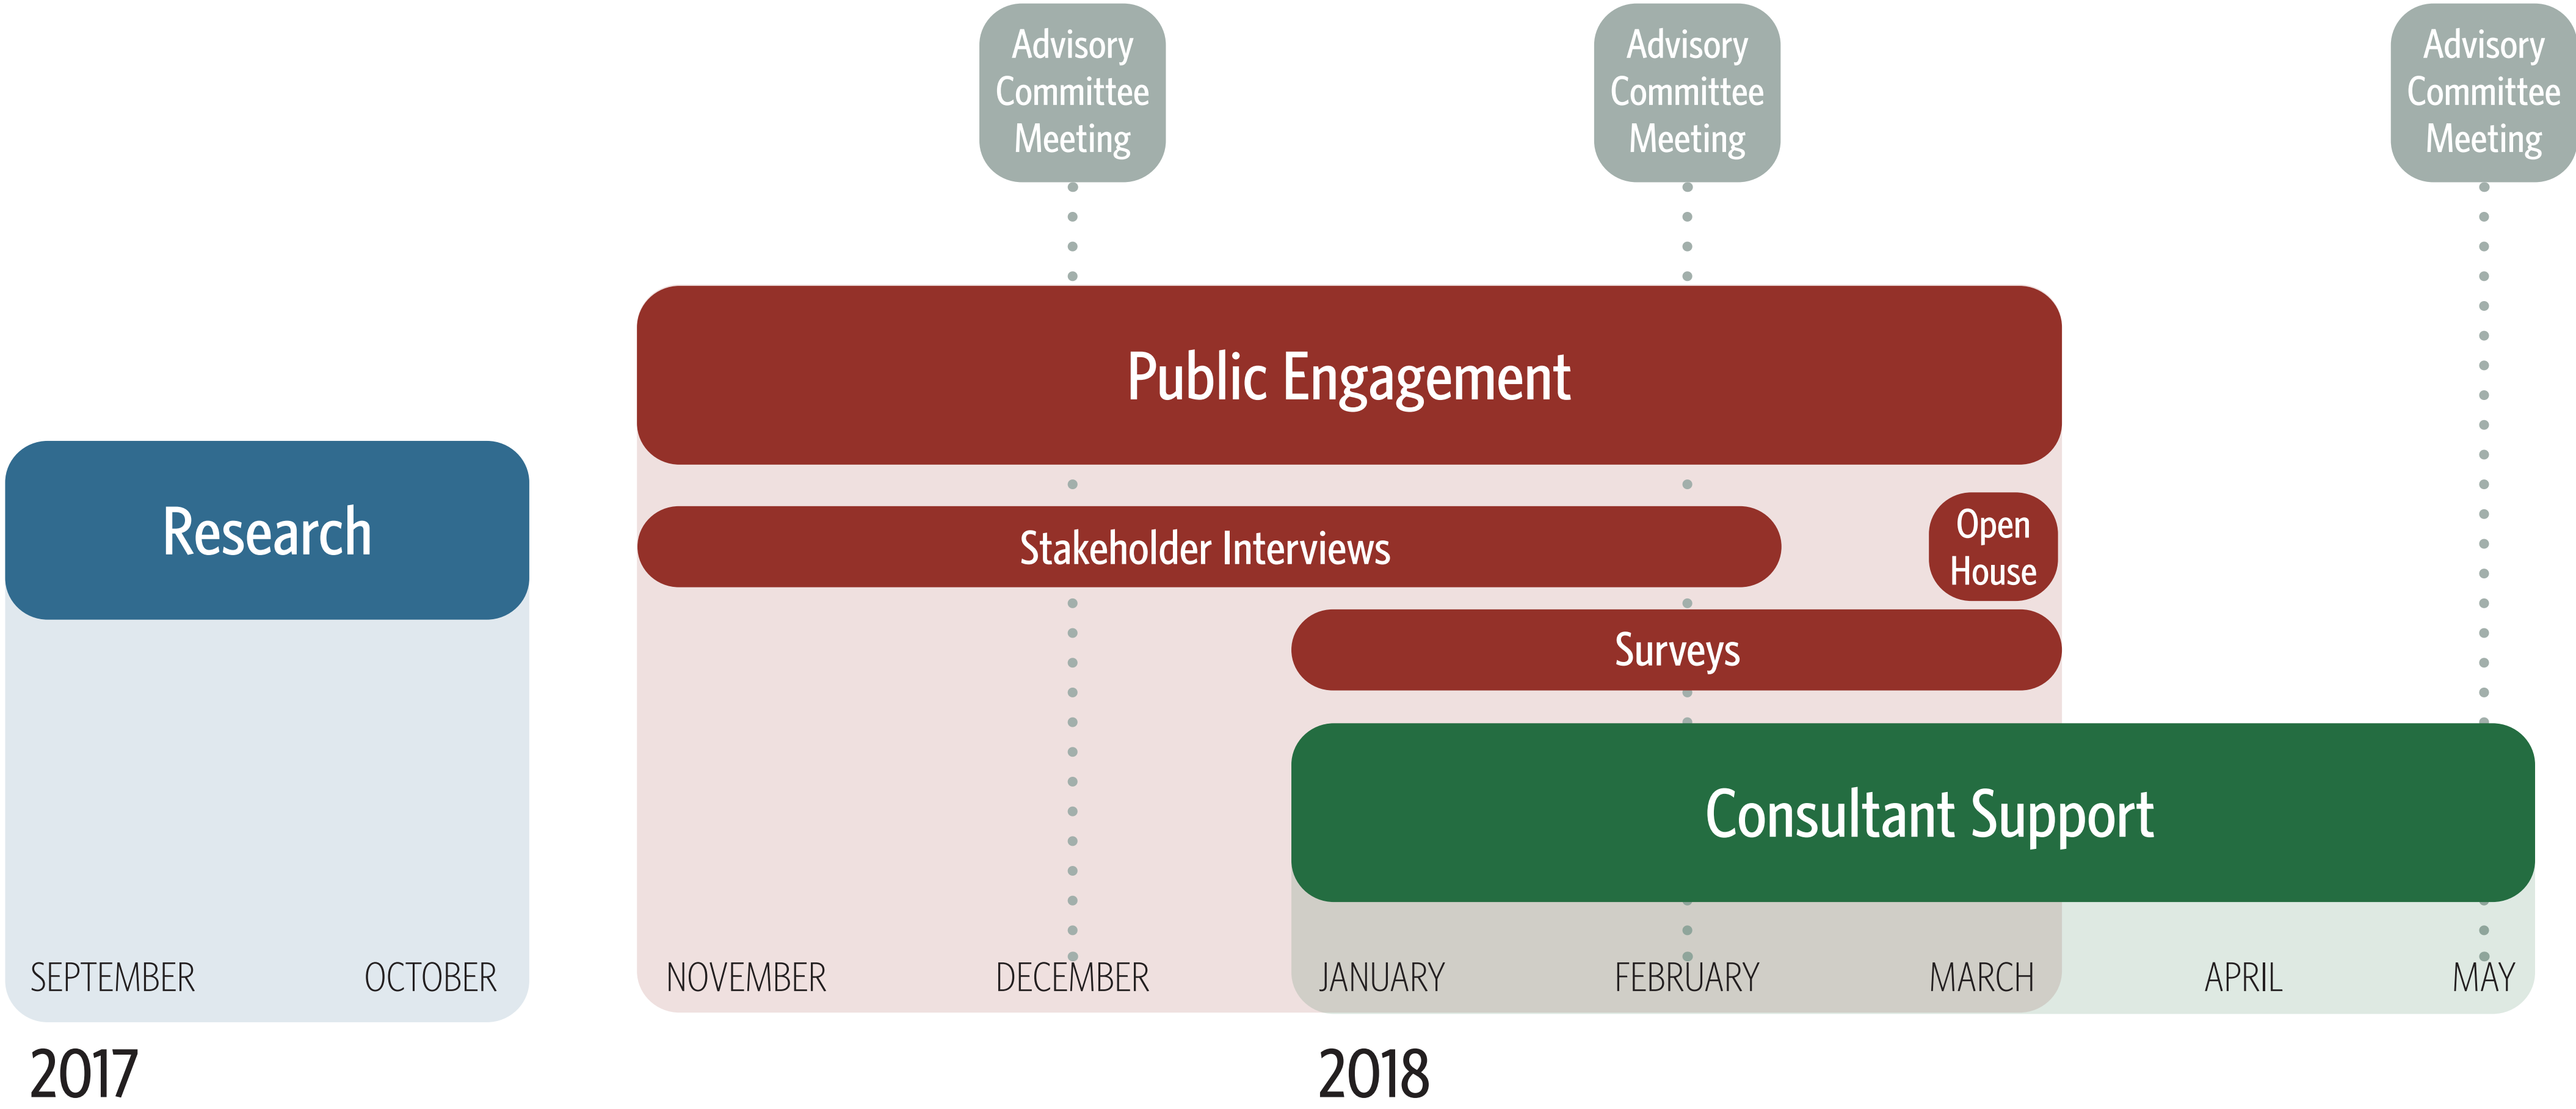 Advisory
Committee
Meeting
Advisory
Committee
Meeting
Advisory
Committee
Meeting
Public Engagement
Research
Stakeholder Interviews
Open
House
Surveys
Consultant Support
SEPTEMBER
OCTOBER
NOVEMBER
DECEMBER
JANUARY
FEBRUARY
MARCH
APRIL
MAY
2017
2018